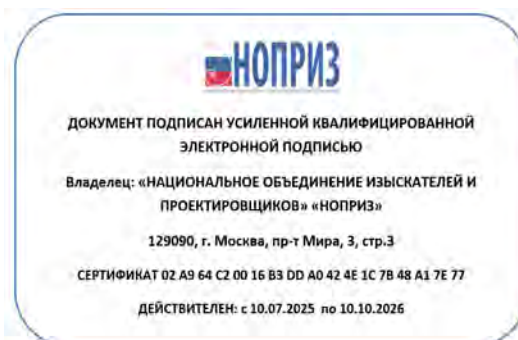 НОПРИЗ
ДОКУМЕНТ ПОДПИСАН УСИЛЕННОЙ КВАЛИФИЦИРОВАННОЙ
ЭЛЕКТРОННОЙ ПОДПИСЬЮ
Владелец: «НАЦИОНАЛЬНОЕ ОБЪЕДИНЕНИЕ ИЗЫСКАТЕЛЕЙ И
ПРОЕКТИРОВЩИКОВ» «НОПРИЗ»
129090, г. Москва, пр-т Мира, 3, стр.3
СЕРТИФИКАТ 02 A9 64 C2 00 16 B3 DD A0 42 4E 1C 7B 48 A1 7E 77
ДЕЙСТВИТЕЛЕН: с 10.07.2025 по 10.10.2026